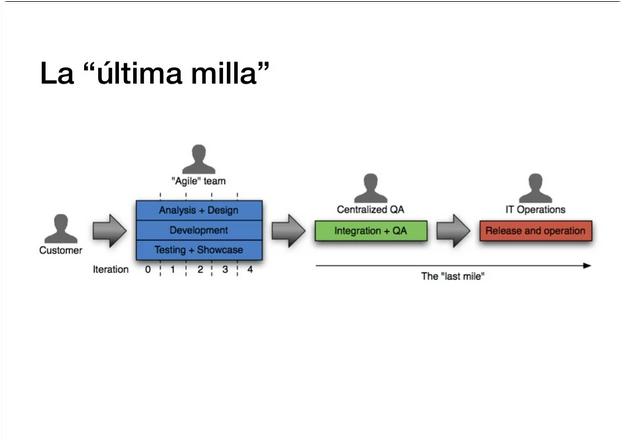 La “última milla”
"Agile" team
Analysis + Design
Development
Testing + Showcase
Customer
Iteration 0 1 2 3 4
Centralized QA
Integration + QA
IT Operations
Release and operation
The "last mile"